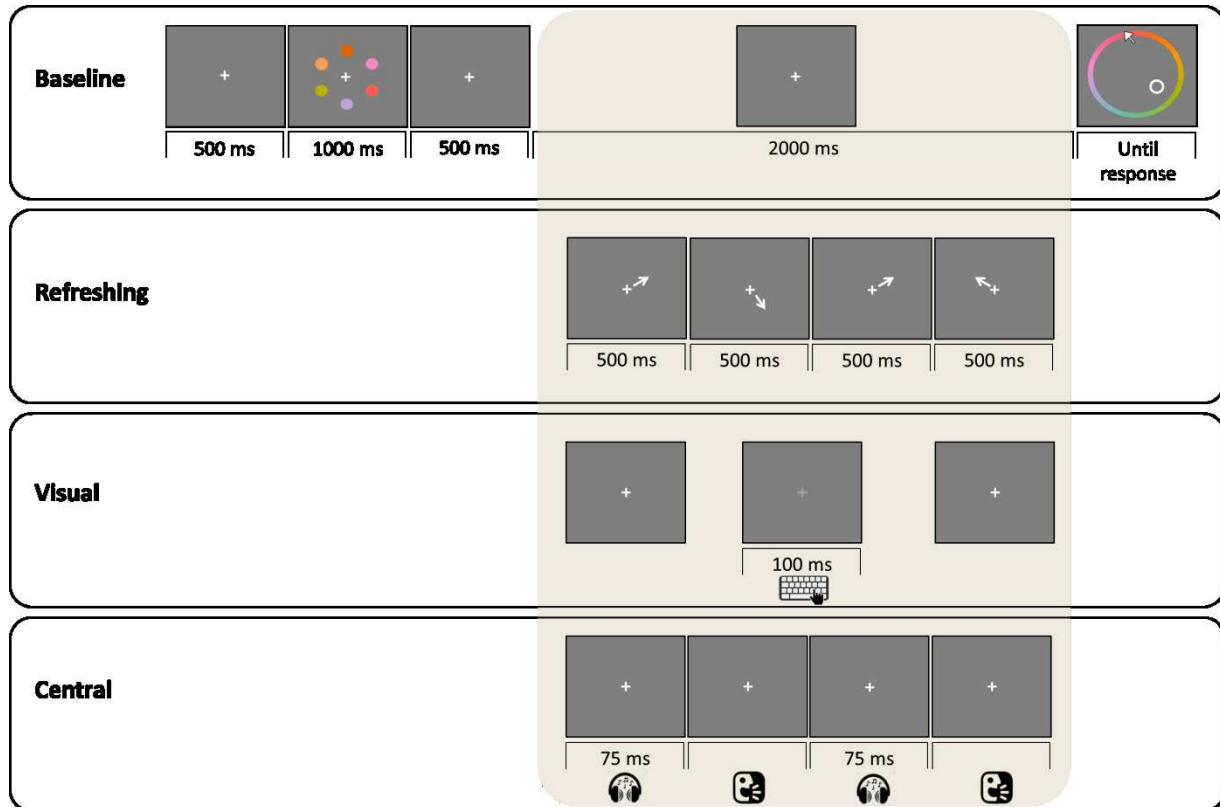 Baseline
500 ms
1000 ms
500 ms
2000 ms
Until
response
Refreshing
500 ms
500 ms
500 ms
500 ms
Visual
100 ms
Central
75 ms
75 ms